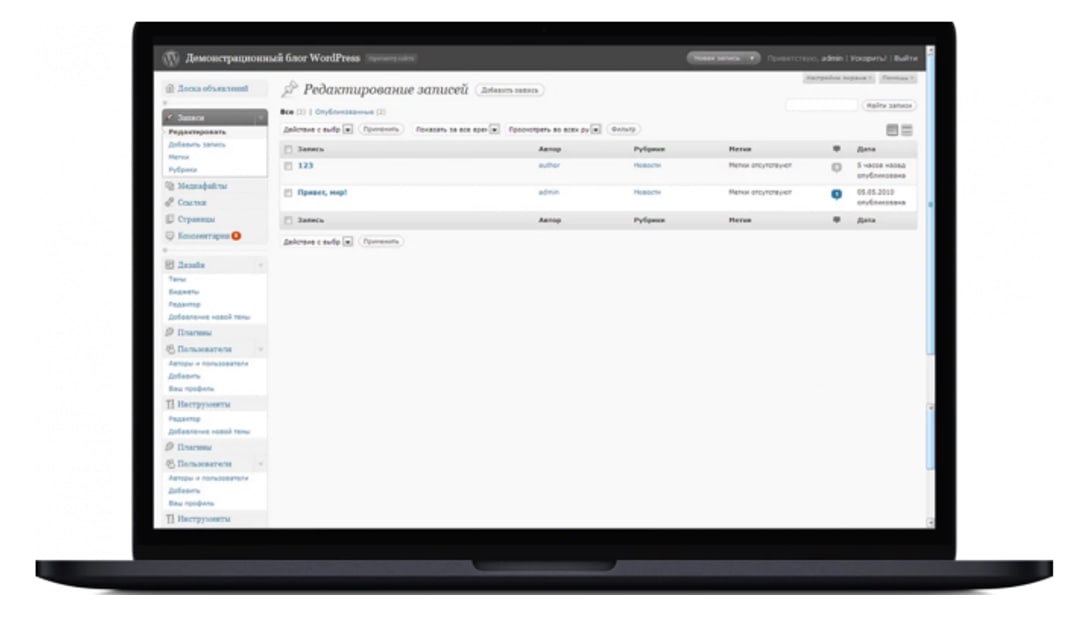 Демонстрационный блог WordPress
Новая запись
Приветствую, admin | Ускорить! | Выйти
Настройки экрана Помощь
Доска объявлений
Редактирование записей Добавить запись
Все (2) | Опубликованные (2)
Найти записи
Действие с выбр Применить Показать за все врем Просмотреть во всех ру Фильтр
Запись Автор Рубрики Метки Дата
123 author Новости Метки отсутствуют 5 часов назад
опубликована
Привет, мир! admin Новости Метки отсутствуют 05.05.2010
опубликована
Запись Автор Рубрики Метки Дата
Действие с выбр Применить
Записи
Редактировать
Добавить запись
Метки
Рубрики
Медиафайлы
Ссылки
Страницы
Комментарии
Дизайн
Темы
Виджеты
Редактор
Добавление новой темы
Плагины
Пользователи
Авторы и пользователи
Добавить
Ваш профиль
Инструменты
Редактор
Добавление новой темы
Плагины
Пользователи
Авторы и пользователи
Добавить
Ваш профиль
Инструменты